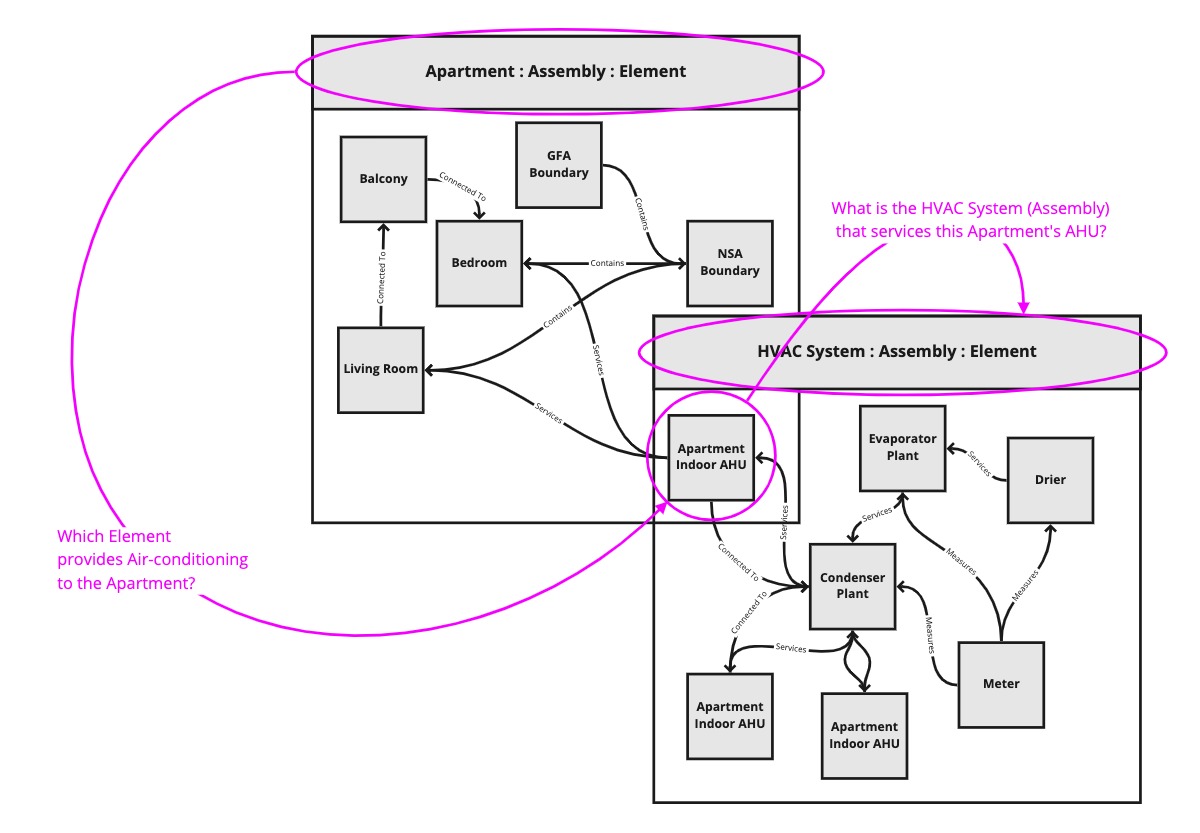 Apartment : Assembly : Element
GFA
Boundary
Balcony
Connected To
Contains
Bedroom
Contains
NSA
Boundary
Connected To
Contains
Living Room
Services
Services
What is the HVAC System (Assembly)
that services this Apartment's AHU?
HVAC System : Assembly : Element
Apartment
Indoor AHU
Evaporator
Plant
Services
Drier
Services
Services
Which Element
provides Air-conditioning
to the Apartment?
Connected To
Condenser
Plant
Measures
Measures
Connected To
Measures
Services
Meter
Apartment
Indoor AHU
Apartment
Indoor AHU